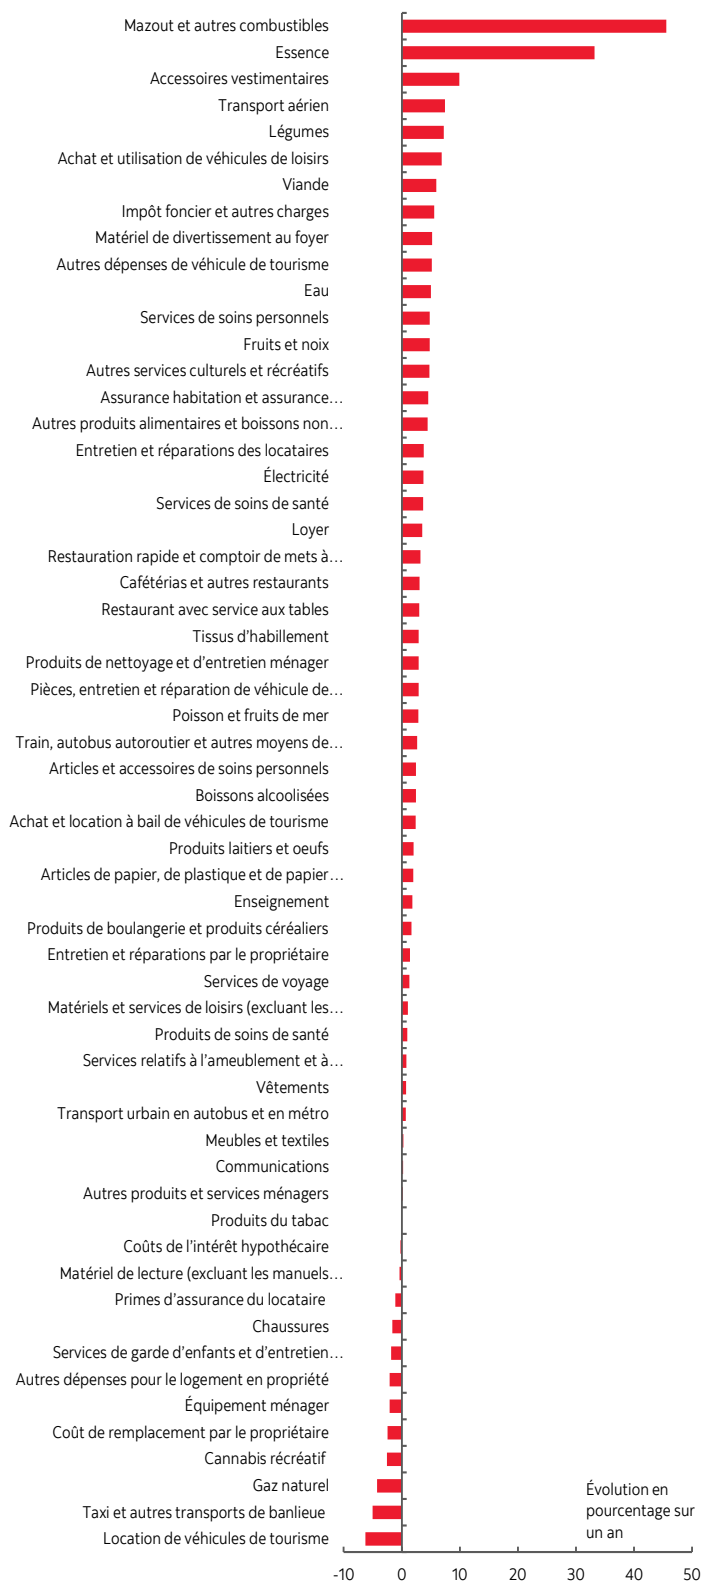 Mazout et autres combustibles
Essence
Accessoires vestimentaires
Transport aérien
Légumes
Achat et utilisation de véhicules de loisirs
Viande
Impôt foncier et autres charges
Matériel de divertissement au foyer
Autres dépenses de véhicule de tourisme
Eau
Services de soins personnels
Fruits et noix
Autres services culturels et récréatifs
Assurance habitation et assurance…
Autres produits alimentaires et boissons non…
Entretien et réparations des locataires
Électricité
Services de soins de santé
Loyer
Restauration rapide et comptoir de mets à…
Cafétérias et autres restaurants
Restaurant avec service aux tables
Tissus d’habillement
Produits de nettoyage et d’entretien ménager
Pièces, entretien et réparation de véhicule de…
Poisson et fruits de mer
Train, autobus autoroutier et autres moyens de…
Articles et accessoires de soins personnels
Boissons alcoolisées
Achat et location à bail de véhicules de tourisme
Produits laitiers et oeufs
Articles de papier, de plastique et de papier…
Enseignement
Produits de boulangerie et produits céréaliers
Entretien et réparations par le propriétaire
Services de voyage
Matériels et services de loisirs (excluant les…
Produits de soins de santé
Services relatifs à l’ameublement et à…
Vêtements
Transport urbain en autobus et en métro
Meubles et textiles
Communications
Autres produits et services ménagers
Produits du tabac
Coûts de l’intérêt hypothécaire
Matériel de lecture (excluant les manuels…
Primes d’assurance du locataire
Chaussures
Services de garde d’enfants et d’entretien…
Autres dépenses pour le logement en propriété
Équipement ménager
Coût de remplacement par le propriétaire
Cannabis récréatif
Gaz naturel
Taxi et autres transports de banlieue
Location de véhicules de tourisme
Évolution en
pourcentage sur
un an
-10 0 10 20 30 40 50